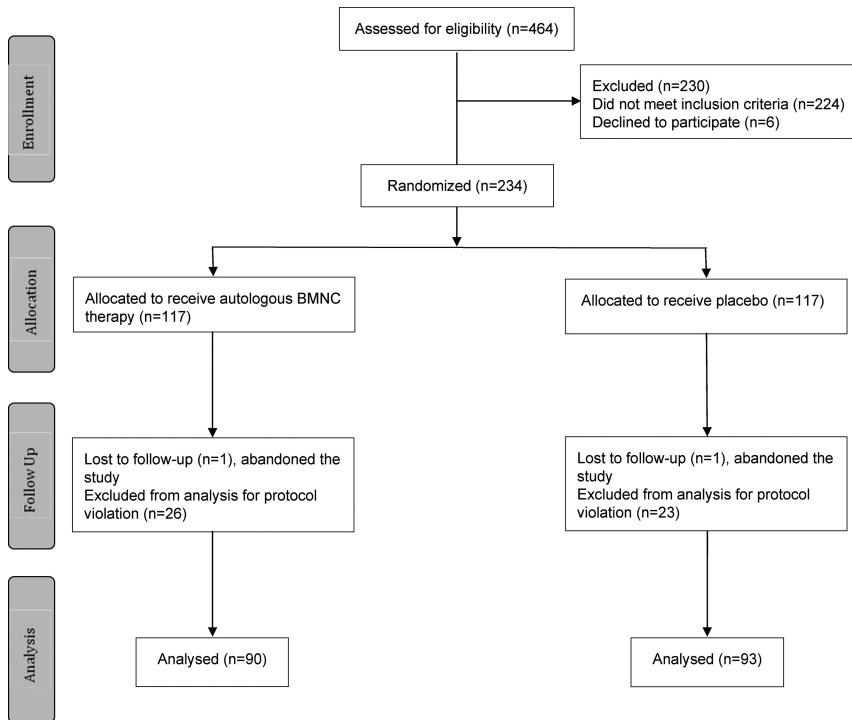 Assessed for eligibility (n=464)
Enrollment
Excluded (n=230)
Did not meet inclusion criteria (n=224)
Declined to participate (n=6)
Randomized (n=234)
Allocation
Allocated to receive autologous BMNC
therapy (n=117)
Allocated to receive placebo (n=117)
Follow Up
Lost to follow-up (n=1), abandoned the
study
Excluded from analysis for protocol
violation (n=26)
Lost to follow-up (n=1), abandoned the
study
Excluded from analysis for protocol
violation (n=23)
Analysis
Analysed (n=90)
Analysed (n=93)